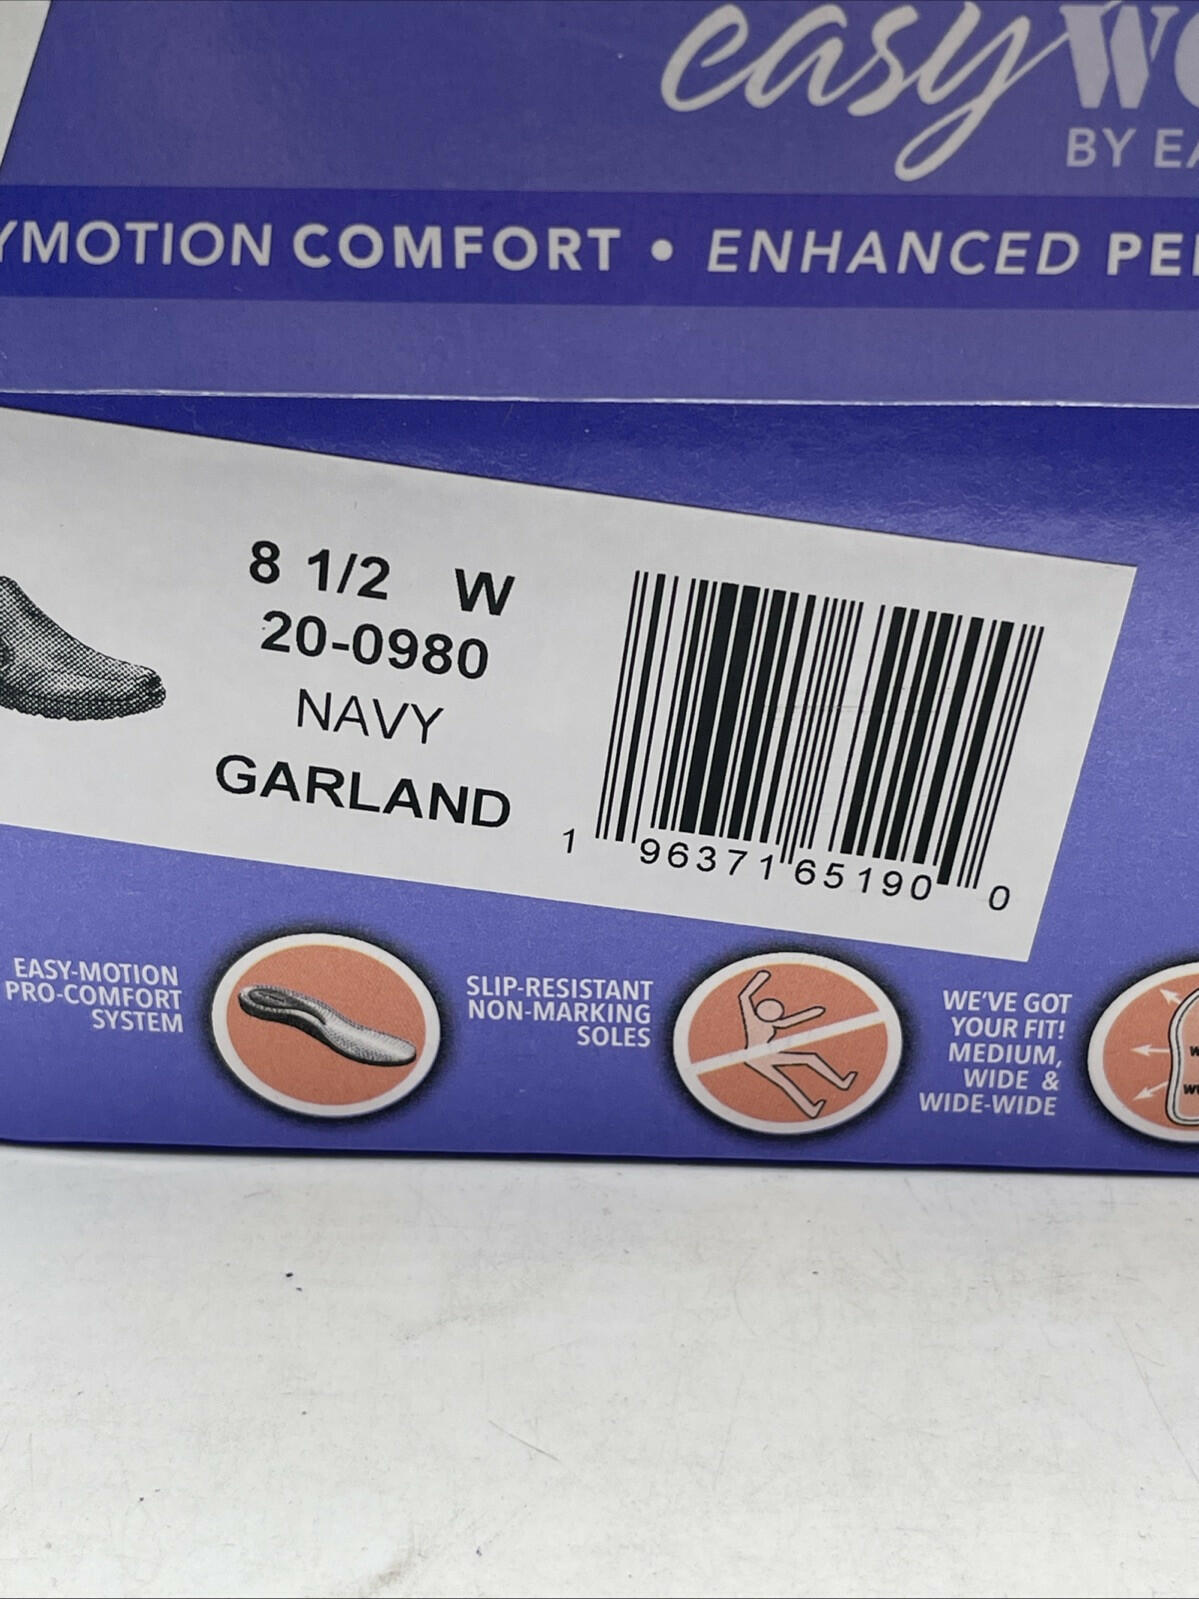 easy
BY
MOTION COMFORT • ENHANCED
8 1/2 W
20-0980
NAVY
GARLAND
1 96371 65190 0
EASY-MOTION
PRO-COMFORT
SYSTEM
SLIP-RESISTANT
NON-MARKING
SOLES
WE'VE GOT
YOUR FIT!
MEDIUM,
WIDE &
WIDE-WIDE